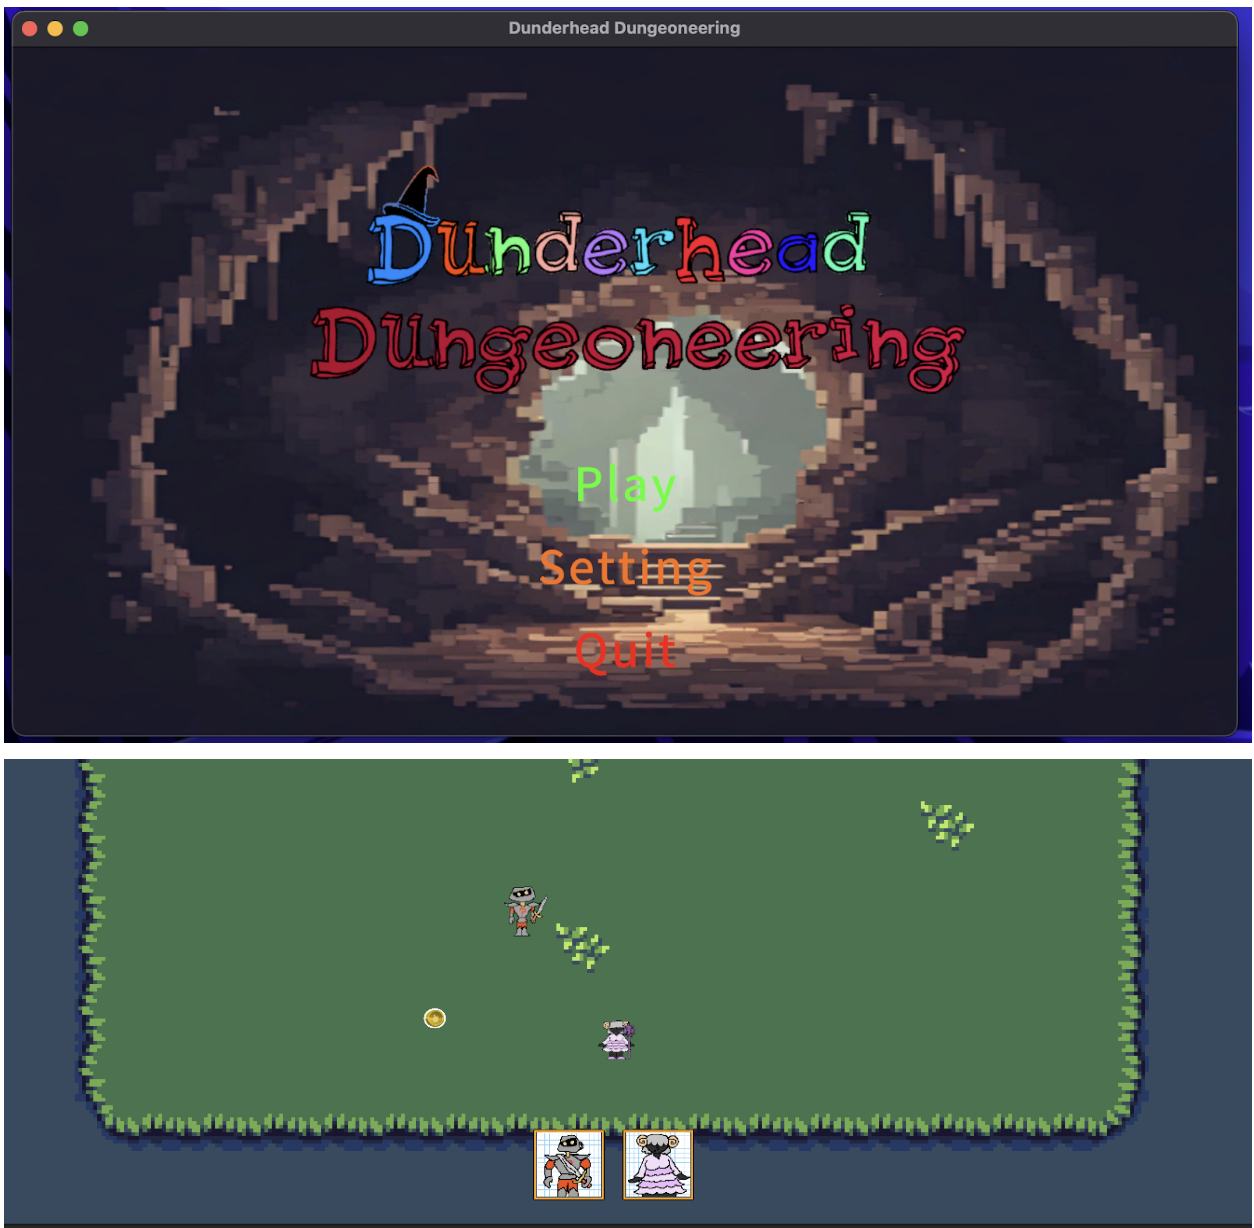 Dunderhead Dungeoneering
Dunderhead
Dungeoneering
Play
Setting
Quit